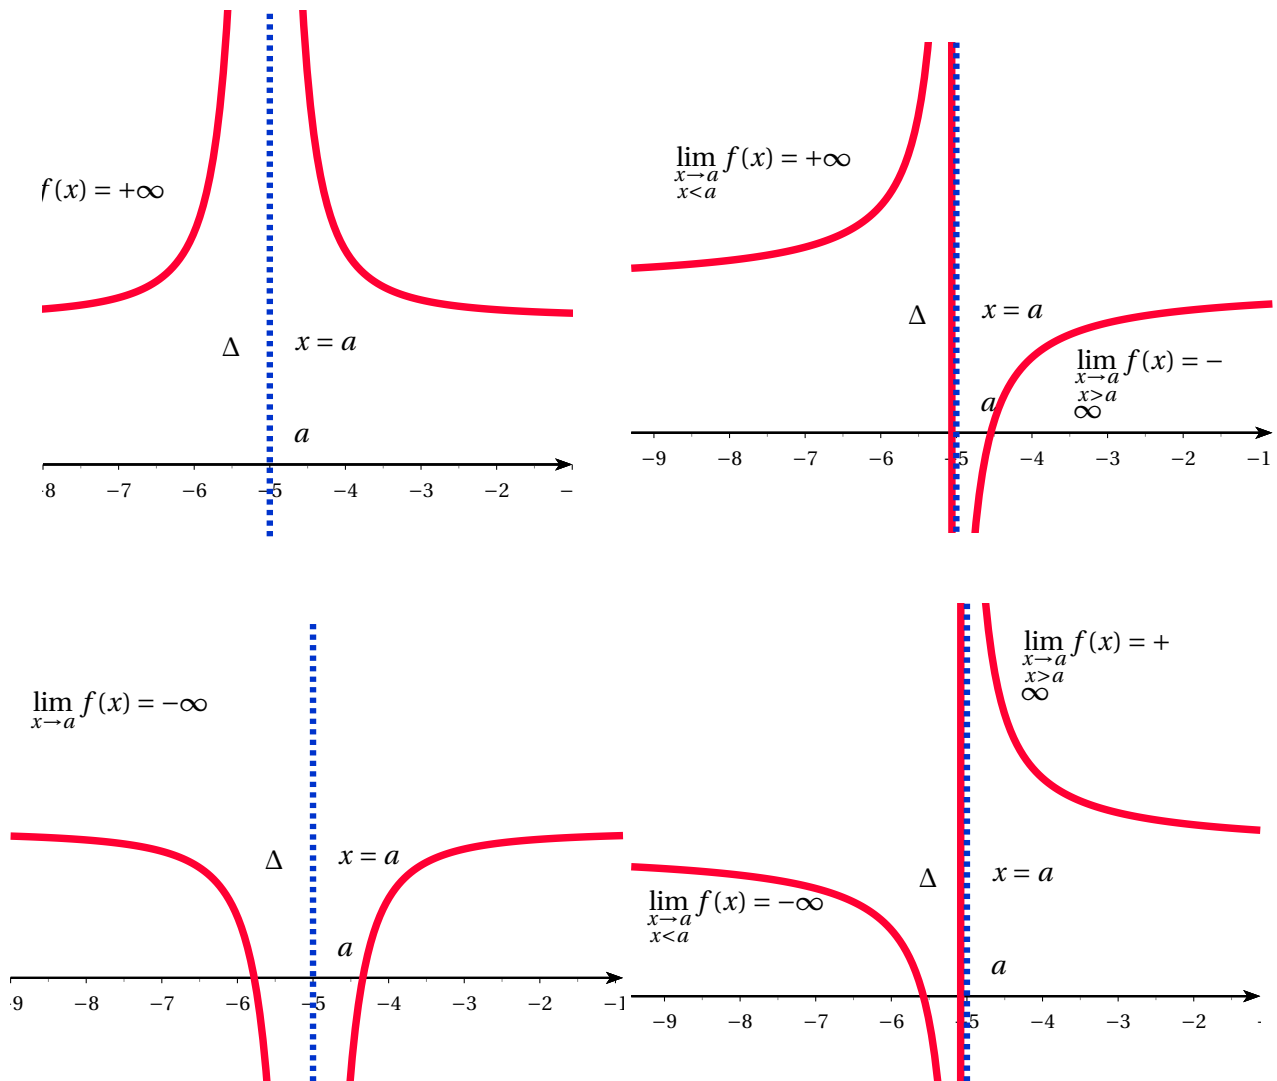 f(x) = +∞
Δ
x = a
a
-8 −7 −6 −5 −4 −3 −2 −
lim f(x) = +∞
x→a
x<a
Δ
x = a
lim f(x) = −
x→a
x>a
∞
a
−9 −8 −7 −6 −5 −4 −3 −2 −1
lim f(x) = −∞
x→a
Δ
x = a
a
9 −8 −7 −6 −5 −4 −3 −2 −1
lim f(x) = +
x→a
x>a
∞
Δ
x = a
lim f(x) = −∞
x→a
x<a
a
−9 −8 −7 −6 −5 −4 −3 −2 -